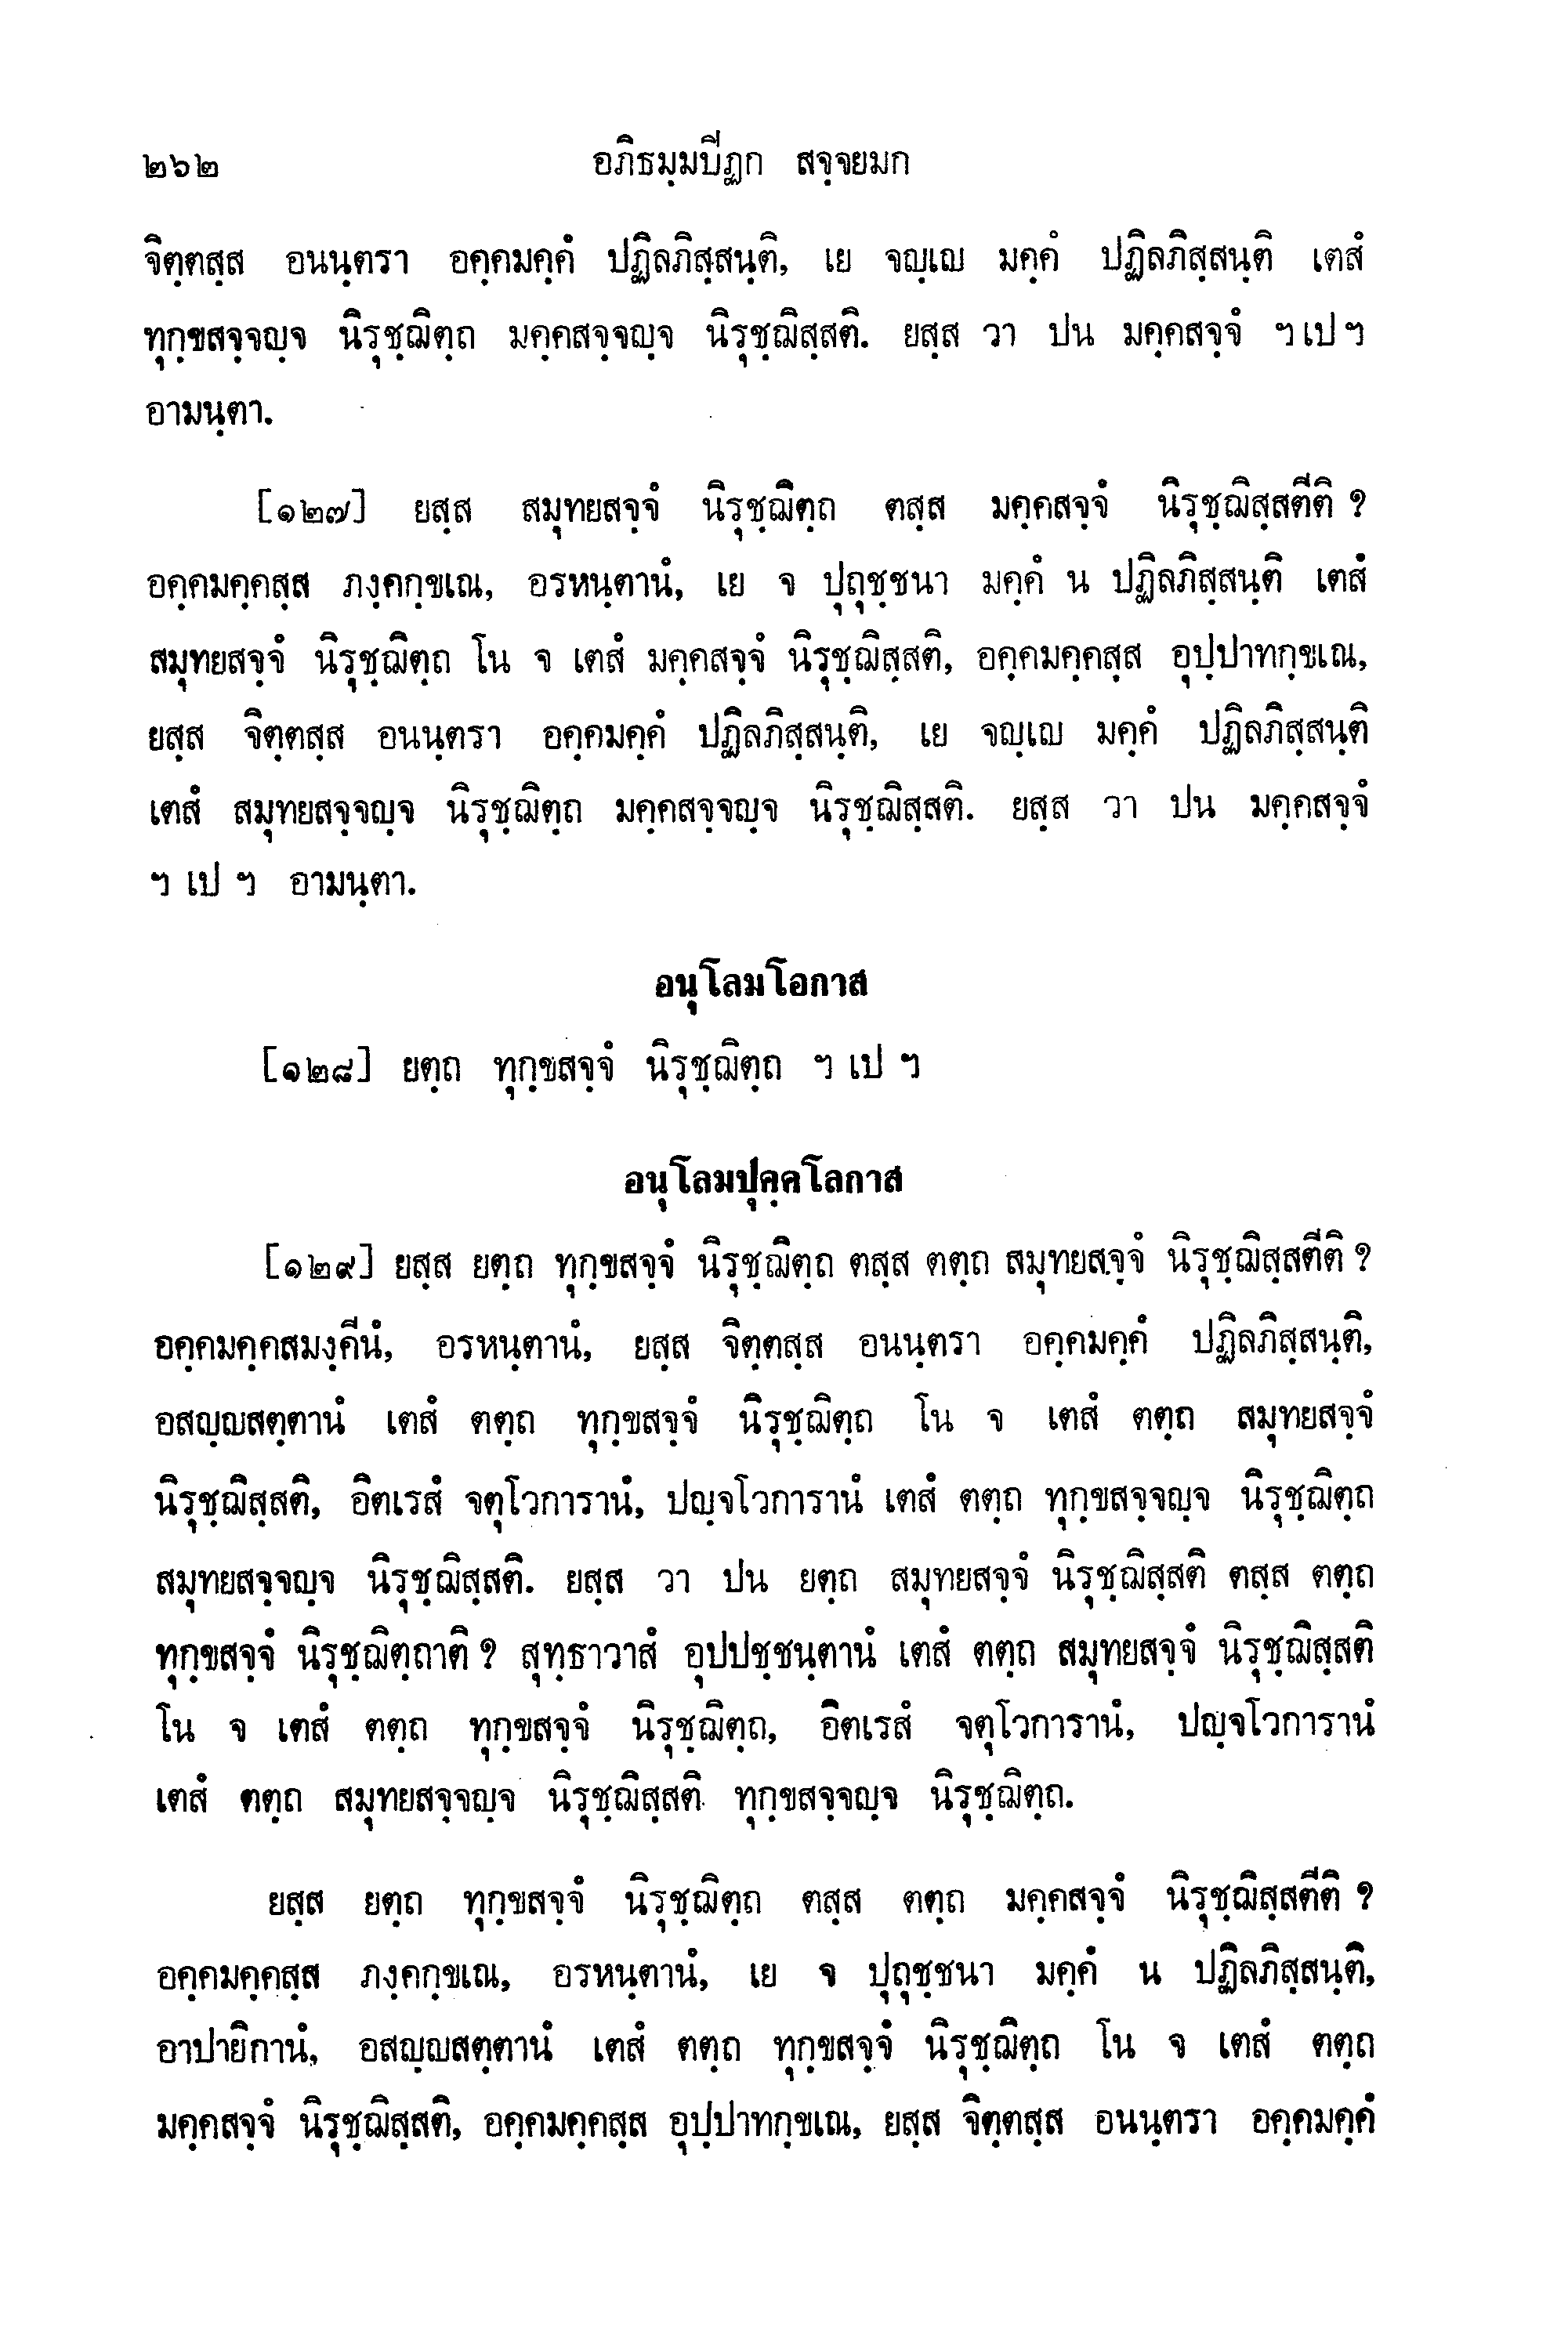 ๒๖๒ อภิธมฺมปีฏก สจฺจยมก
จิตฺตสฺส อนนฺตรา อคฺคมคฺคํ ปฏิลภิสฺสนฺติ, เย จญฺเญ มคฺคํ ปฏิลภิสฺสนฺติ เตสํ
ทุกฺขสจฺจญฺจ นิรุชฺฌิตฺถ มคฺคสจฺจญฺจ นิรุชฺฌิสฺสติ. ยสฺส วา ปน มคฺคสจฺจํ ฯ เป ฯ
อามนฺตา.
[๑๒๗] ยสฺส สมุทยสจฺจํ นิรุชฺฌิตฺถ ตสฺส มคฺคสจฺจํ นิรุชฺฌิสฺสตีติ ?
อคฺคมคฺคสฺส ภงฺคกฺขเณ, อรหนฺตานํ, เย จ ปุถุชฺชนา มคฺคํ น ปฏิลภิสฺสนฺติ เตสํ
สมุทยสจฺจํ นิรุชฺฌิตฺถ โน จ เตสํ มคฺคสจฺจํ นิรุชฺฌิสฺสติ, อคฺคมคฺคสฺส อุปฺปาทกฺขเณ,
ยสฺส จิตฺตสฺส อนนฺตรา อคฺคมคฺคํ ปฏิลภิสฺสนฺติ, เย จญฺเญ มคฺคํ ปฏิลภิสฺสนฺติ
เตสํ สมุทยสจฺจญฺจ นิรุชฺฌิตฺถ มคฺคสจฺจญฺจ นิรุชฺฌิสฺสติ. ยสฺส วา ปน มคฺคสจฺจํ
ฯ เป ฯ อามนฺตา.
อนุโลมโอกาส
[๑๒๘] ยตฺถ ทุกฺขสจฺจํ นิรุชฺฌิตฺถ ฯ เป ฯ
อนุโลมปุคฺคโลกาส
[๑๒๙] ยสฺส ยตฺถ ทุกฺขสจฺจํ นิรุชฺฌิตฺถ ตสฺส ตตฺถ สมุทยสจฺจํ นิรุชฺฌิสฺสตีติ ?
อคฺคมคฺคสมงฺคีนํ, อรหนฺตานํ, ยสฺส จิตฺตสฺส อนนฺตรา อคฺคมคฺคํ ปฏิลภิสฺสนฺติ,
อสญฺญสตฺตานํ เตสํ ตตฺถ ทุกฺขสจฺจํ นิรุชฺฌิตฺถ โน จ เตสํ ตตฺถ สมุทยสจฺจํ
นิรุชฺฌิสฺสติ, อิตเรสํ จตุโวการานํ, ปญฺจโวการานํ เตสํ ตตฺถ ทุกฺขสจฺจญฺจ นิรุชฺฌิตฺถ
สมุทยสจฺจญฺจ นิรุชฺฌิสฺสติ. ยสฺส วา ปน ยตฺถ สมุทยสจฺจํ นิรุชฺฌิสฺสติ ตสฺส ตตฺถ
ทุกฺขสจฺจํ นิรุชฺฌิตฺถาติ ? สุทฺธาวาสํ อุปปชฺชนฺตานํ เตสํ ตตฺถ สมุทยสจฺจํ นิรุชฺฌิสฺสติ
โน จ เตสํ ตตฺถ ทุกฺขสจฺจํ นิรุชฺฌิตฺถ, อิตเรสํ จตุโวการานํ, ปญฺจโวการานํ
เตสํ ตตฺถ สมุทยสจฺจญฺจ นิรุชฺฌิสฺสติ ทุกฺขสจฺจญฺจ นิรุชฺฌิตฺถ.
ยสฺส ยตฺถ ทุกฺขสจฺจํ นิรุชฺฌิตฺถ ตสฺส ตตฺถ มคฺคสจฺจํ นิรุชฺฌิสฺสตีติ ?
อคฺคมคฺคสฺส ภงฺคกฺขเณ, อรหนฺตานํ, เย จ ปุถุชฺชนา มคฺคํ น ปฏิลภิสฺสนฺติ,
อาปายิกานํ, อสญฺญสตฺตานํ เตสํ ตตฺถ ทุกฺขสจฺจํ นิรุชฺฌิตฺถ โน จ เตสํ ตตฺถ
มคฺคสจฺจํ นิรุชฺฌิสฺสติ, อคฺคมคฺคสฺส อุปฺปาทกฺขเณ, ยสฺส จิตฺตสฺส อนนฺตรา อคฺคมคฺคํ